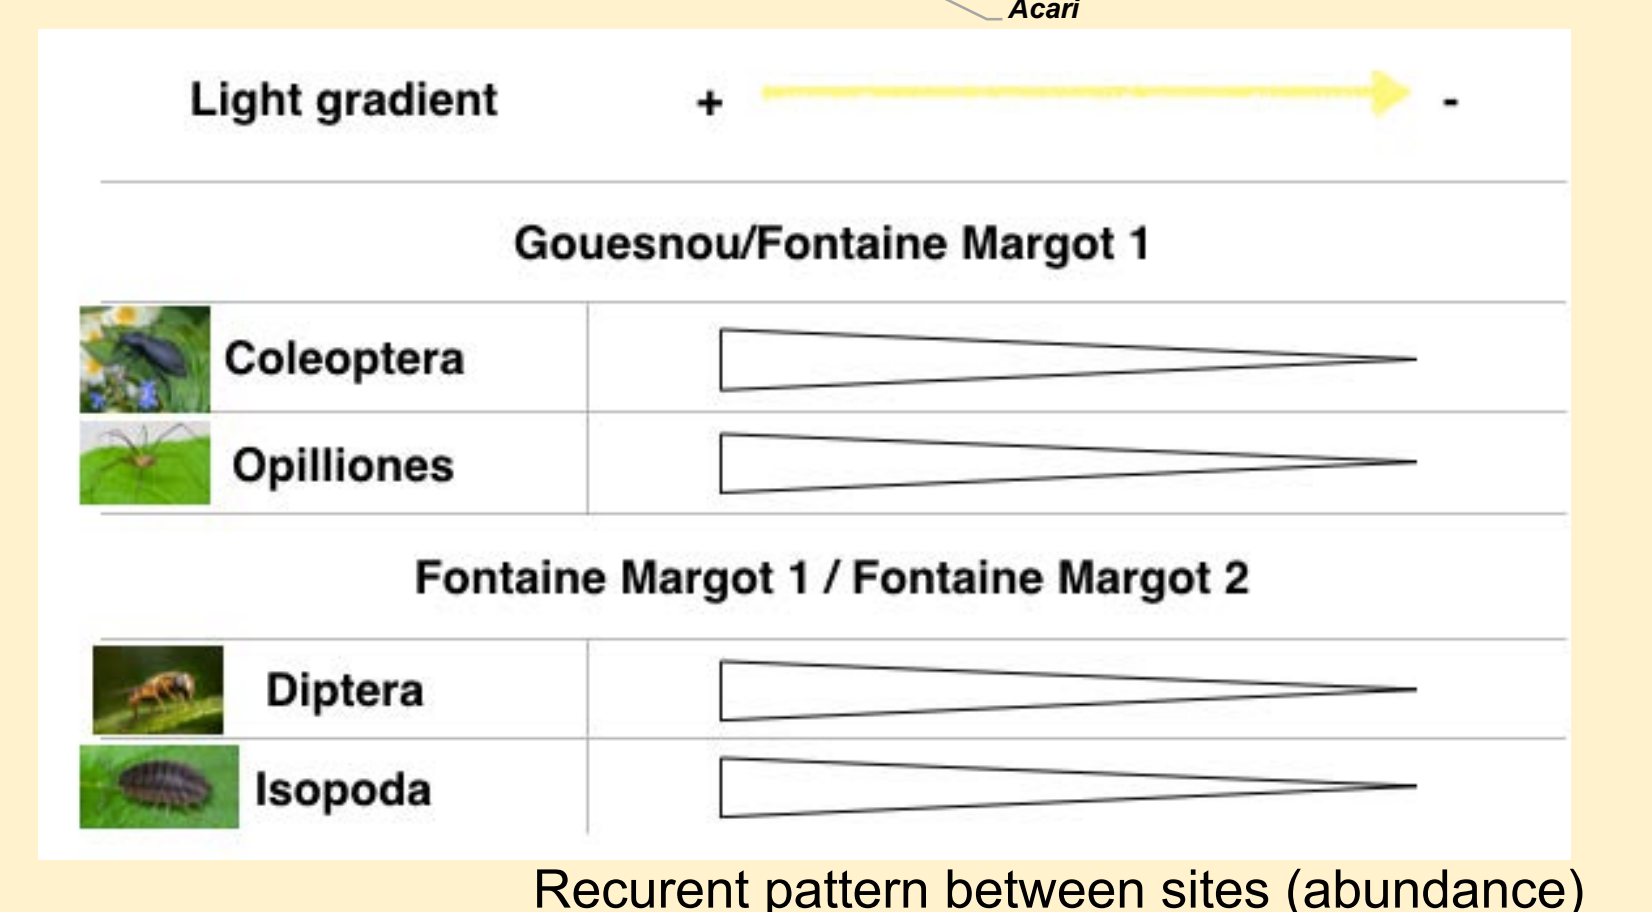 Acari
Light gradient + -
Gouesnou/Fontaine Margot 1
Coleoptera
Opilliones
Fontaine Margot 1 / Fontaine Margot 2
Diptera
Isopoda
Recurent pattern between sites (abundance)